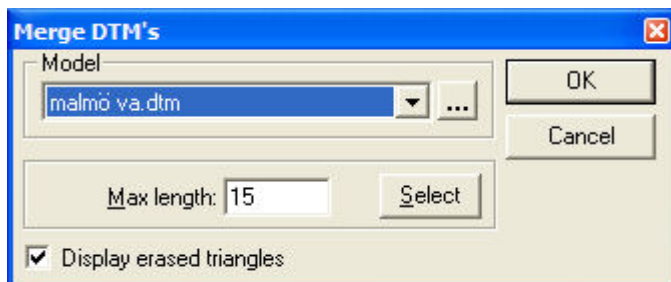 Merge DTM's
Model
malmö va.dtm
...
OK
Cancel
Max length: 15
Select
Display erased triangles